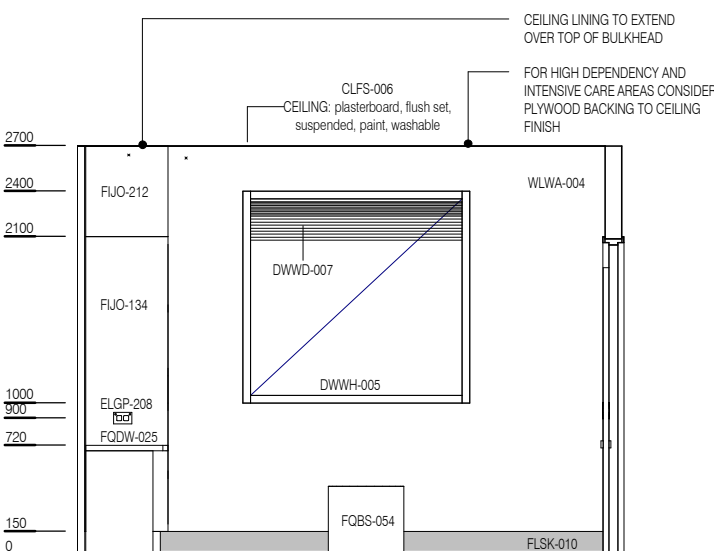 CEILING LINING TO EXTEND
OVER TOP OF BULKHEAD
FOR HIGH DEPENDENCY AND
INTENSIVE CARE AREAS CONSIDER
PLYWOOD BACKING TO CEILING
FINISH
CLFS-006
CEILING: plasterboard, flush set,
suspended, paint, washable
2700
2400
2100
1000
900
720
150
0
FIJO-212
WLWA-004
DWWD-007
FIJO-134
DWWH-005
ELGP-208
FQDW-025
FQBS-054
FLSK-010